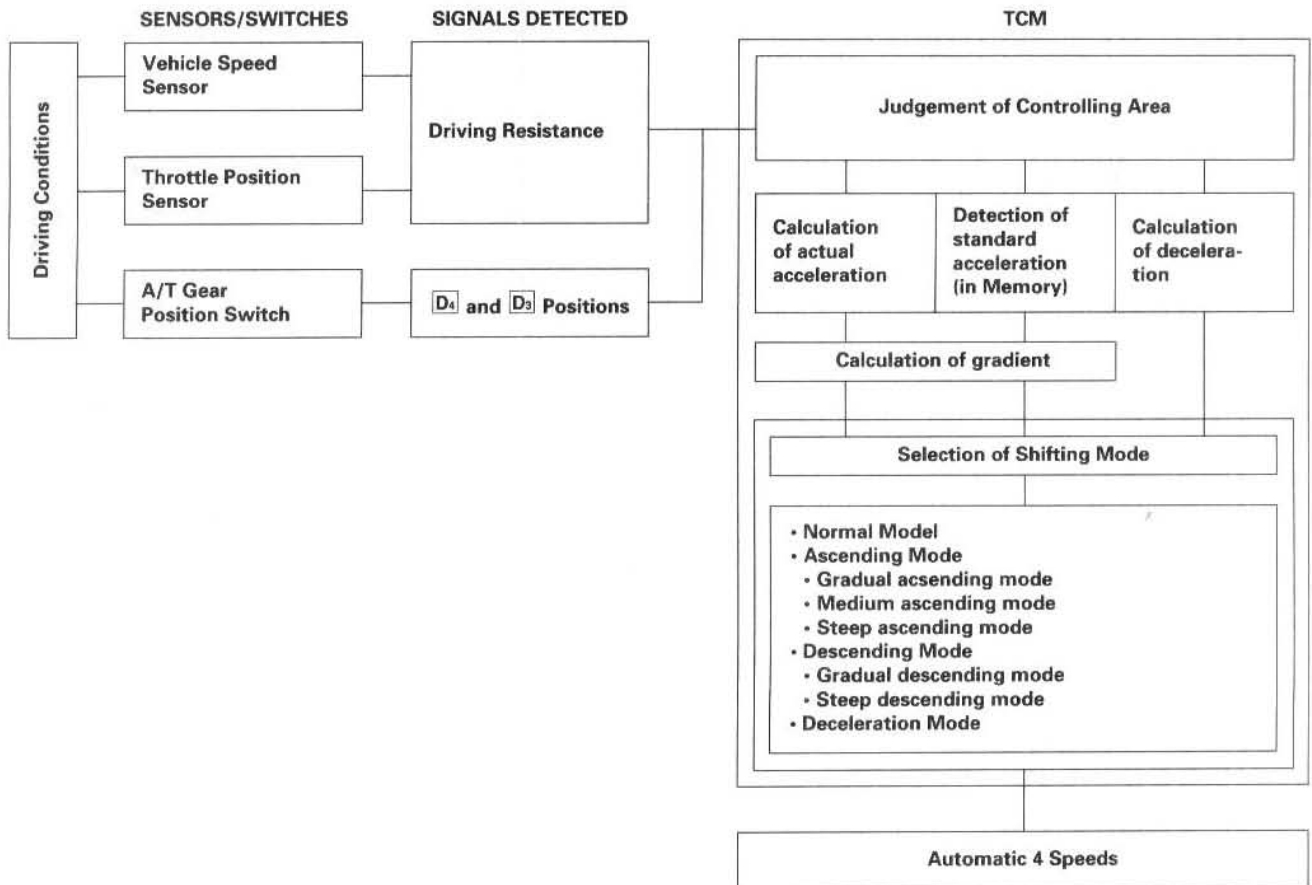 SENSORS/SWITCHES
SIGNALS DETECTED
TCM
Driving Conditions
Vehicle Speed
Sensor
Throttle Position
Sensor
A/T Gear
Position Switch
Driving Resistance
D4 and D3 Positions
Judgement of Controlling Area
Calculation
of actual
acceleration
Detection of
standard
acceleration
(in Memory)
Calculation
of decelera-
tion
Calculation of gradient
Selection of Shifting Mode
• Normal Model
• Ascending Mode
• Gradual acsending mode
• Medium ascending mode
• Steep ascending mode
• Descending Mode
• Gradual descending mode
• Steep descending mode
• Deceleration Mode
Automatic 4 Speeds